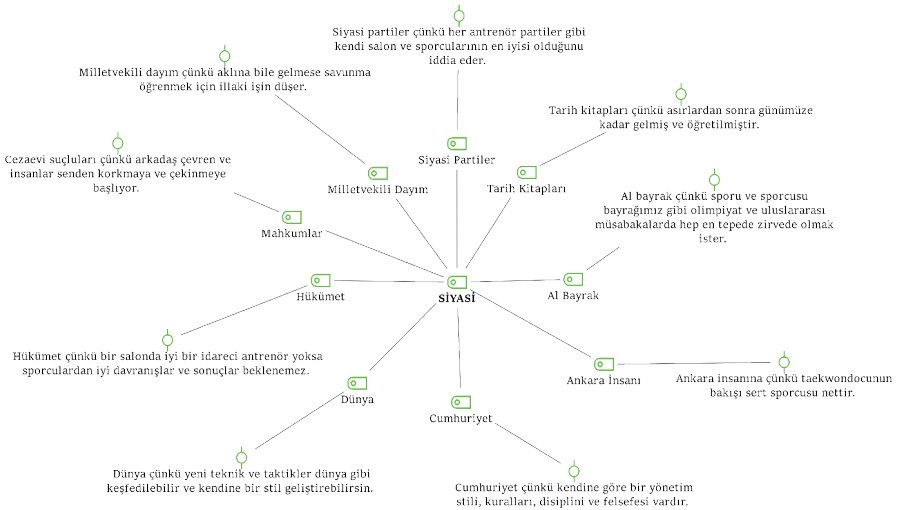 Siyasi partiler çünkü her antrenör partiler gibi
kendi salon ve sporcularının en iyisi olduğunu
iddia eder.
Milletvekili dayım çünkü aklına bile gelmese savunma
öğrenmek için illaki işin düşer.
Tarih kitapları çünkü asırlardan sonra günümüze
kadar gelmiş ve öğretilmiştir.
Cezaevi suçluları çünkü arkadaş çevren ve
insanlar senden korkmaya ve çekinmeye
başlıyor.
Siyasi Partiler
Milletvekili Dayım
Tarih Kitapları
Al bayrak çünkü sporu ve sporcusu
bayrağımız gibi olimpiyat ve uluslararası
müsabakalarda hep en tepede zirvede olmak
ister.
Mahkumlar
Hükümet
SİYASİ
Al Bayrak
Hükümet çünkü bir salonda iyi bir idareci antrenör yoksa
sporculardan iyi davranışlar ve sonuçlar beklenemez.
Ankara İnsanı
Ankara insanına çünkü taekwondocunun
bakışı sert sporcusu nettir.
Dünya
Cumhuriyet
Dünya çünkü yeni teknik ve taktikler dünya gibi
keşfedilebilir ve kendine bir stil geliştirebilirsin.
Cumhuriyet çünkü kendine göre bir yönetim
stili, kuralları, disiplini ve felsefesi vardır.